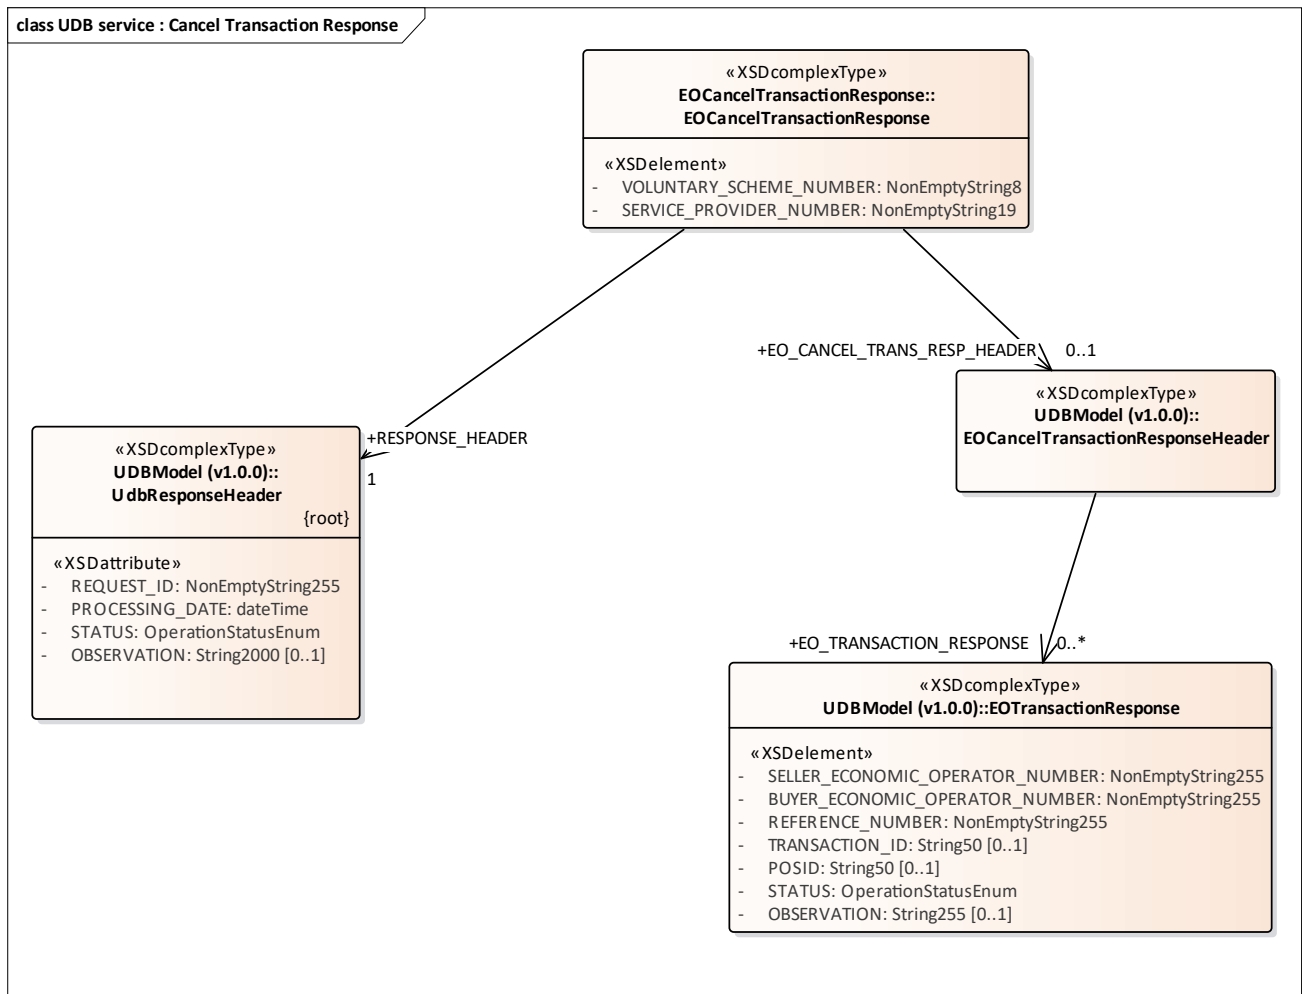 class UDB service : Cancel Transaction Response
«XSDcomplexType»
EOCancelTransactionResponse::
EOCancelTransactionResponse
«XSDelement»
- VOLUNTARY_SCHEME_NUMBER: NonEmptyString8
- SERVICE_PROVIDER_NUMBER: NonEmptyString19
+EO_CANCEL_TRANS_RESP_HEADER 0..1
«XSDcomplexType»
UDBModel (v1.0.0)::
EOCancelTransactionResponseHeader
+RESPONSE_HEADER
1
«XSDcomplexType»
UDBModel (v1.0.0)::
UdbResponseHeader
{root}
«XSDattribute»
- REQUEST_ID: NonEmptyString255
- PROCESSING_DATE: dateTime
- STATUS: OperationStatusEnum
- OBSERVATION: String2000 [0..1]
+EO_TRANSACTION_RESPONSE 0..*
«XSDcomplexType»
UDBModel (v1.0.0)::EOTransactionResponse
«XSDelement»
- SELLER_ECONOMIC_OPERATOR_NUMBER: NonEmptyString255
- BUYER_ECONOMIC_OPERATOR_NUMBER: NonEmptyString255
- REFERENCE_NUMBER: NonEmptyString255
- TRANSACTION_ID: String50 [0..1]
- POSID: String50 [0..1]
- STATUS: OperationStatusEnum
- OBSERVATION: String255 [0..1]